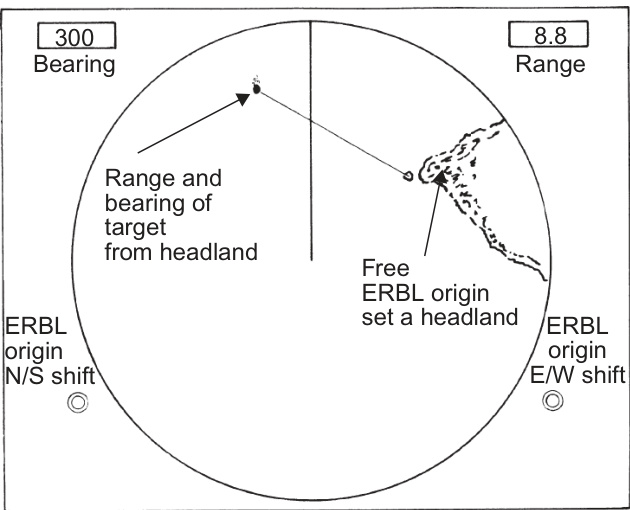 300
Bearing
8.8
Range
Range and
bearing of
target
from headland
Free
ERBL origin
set a headland
ERBL
origin
N/S shift
ERBL
origin
E/W shift